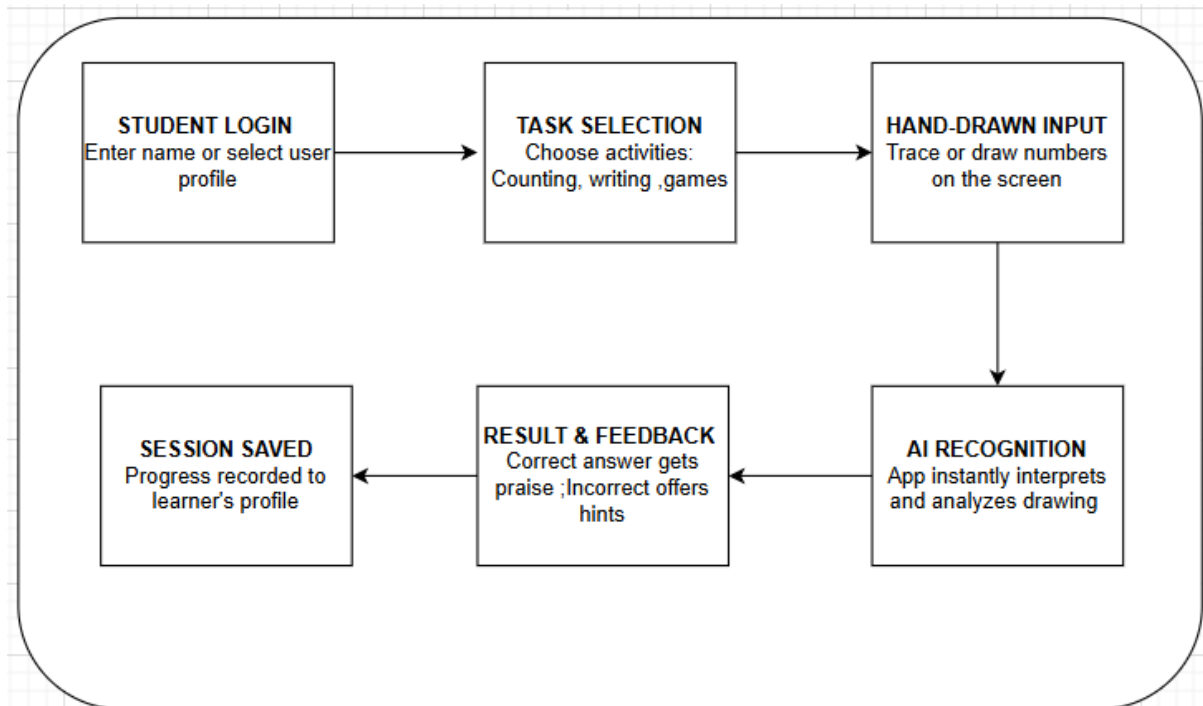 STUDENT LOGIN
Enter name or select user
profile
TASK SELECTION
Choose activities:
Counting, writing ,games
HAND-DRAWN INPUT
Trace or draw numbers
on the screen
AI RECOGNITION
App instantly interprets
and analyzes drawing
RESULT & FEEDBACK
Correct answer gets
praise ;Incorrect offers
hints
SESSION SAVED
Progress recorded to
learner's profile